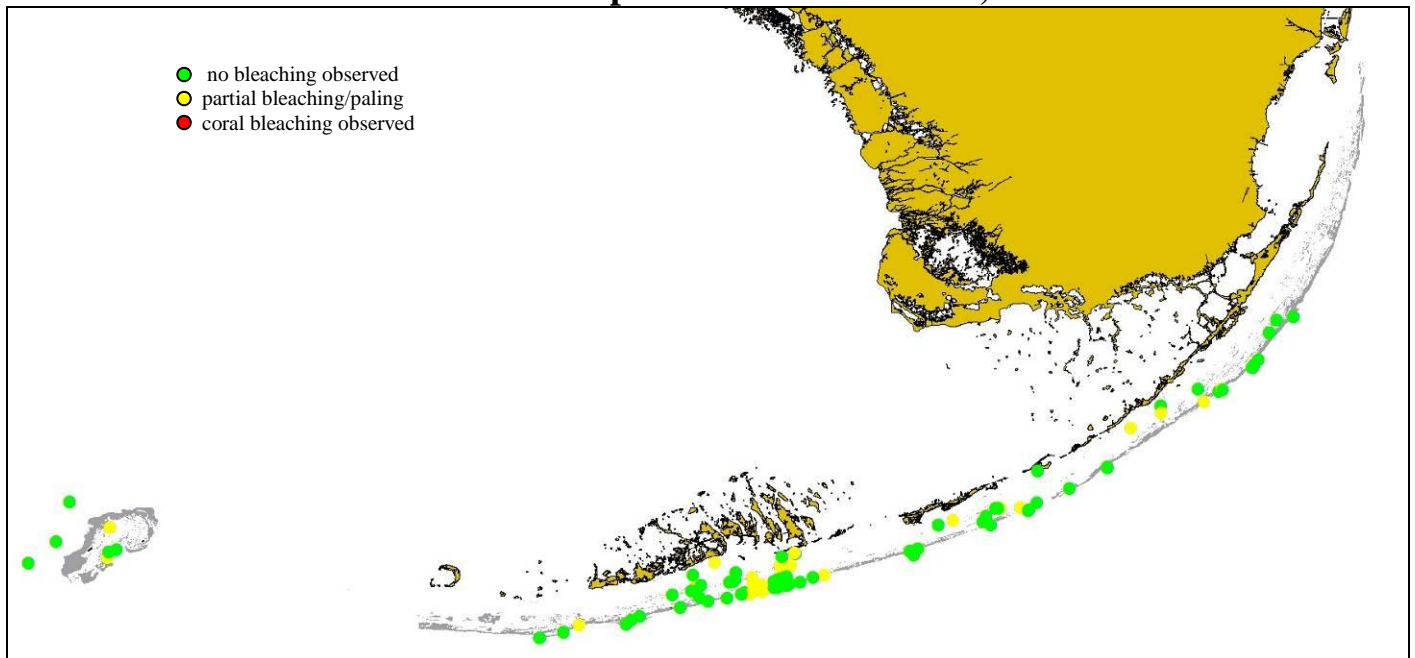 no bleaching observed
partial bleaching/paling
coral bleaching observed